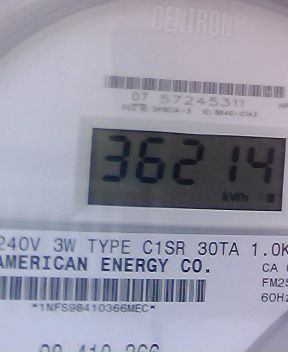 CENTRON®
07 57245311
36214
kWh
240V 3W TYPE C1SR 30TA 1.0K
AMERICAN ENERGY CO.
CA
FM2S
60Hz
*1NFS98410366MEC*